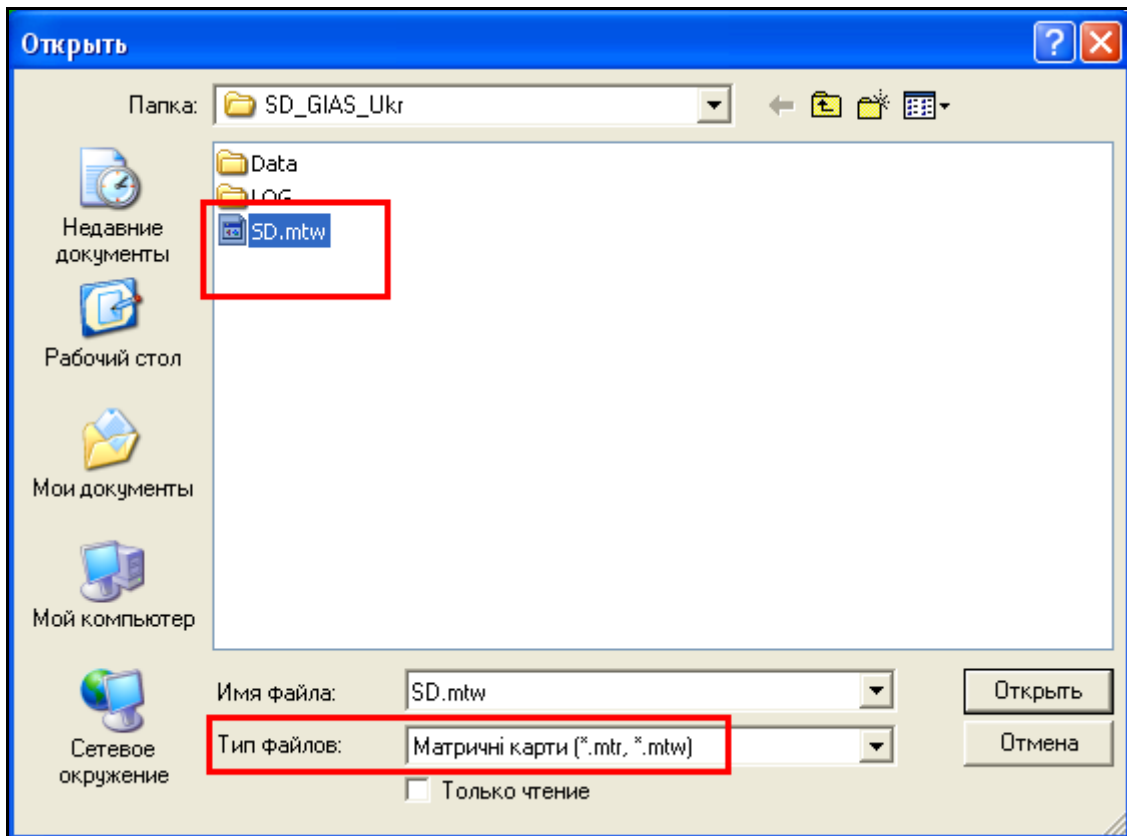 Открыть
Папка: SD_GIAS_Ukr
Data
LOG
SD.mtw
Недавние
документы
Рабочий стол
Мои документы
Мой компьютер
Сетевое
окружение
Имя файла: SD.mtw Открыть
Тип файлов: Матричні карти (*.mtr, *.mtw) Отмена
Только чтение